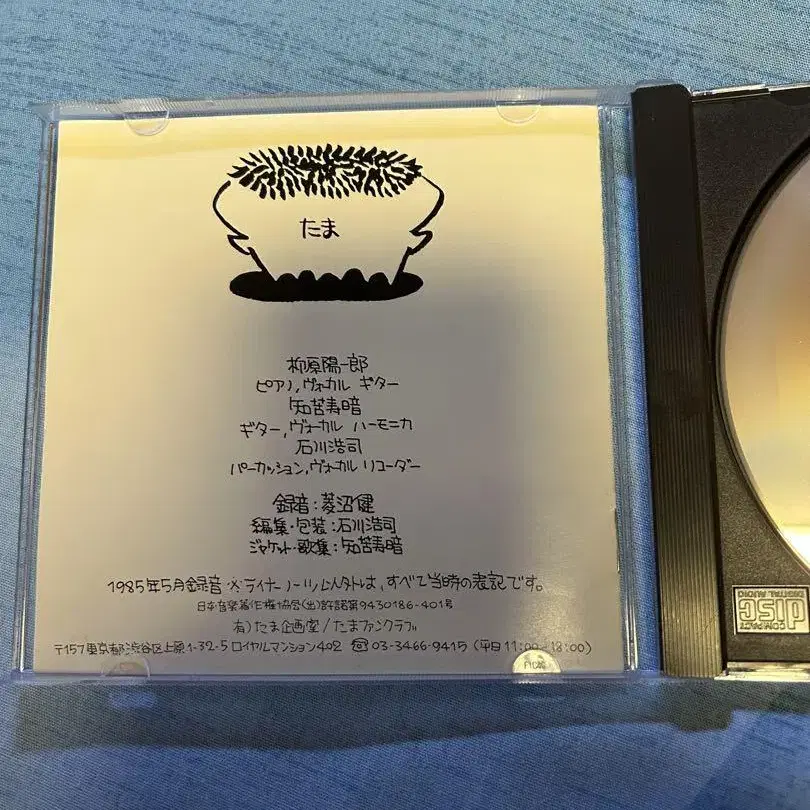 たま
柳原陽一郎
ピアノ,ヴォーカル ギター
知苦寿暗
ギター,ヴォーカル ハーモニカ
石川浩司
パーカッション,ヴォーカル リコーダー
録音:菱沼健
編集・包装:石川浩司
ジャケット・歌集:知苦寿暗
1985年5月録音 ※ライナーノーツ以外は、すべて当時の表記です。
日本音楽著作権協会(出)許諾第9430186-401号
有)たま企画室/たまファンクラブ
〒157東京都渋谷区上原1-32-5 ロイヤルマンション402 ☎03-3466-9415 (平日11:00~18:00)
COMPACT
disc
DIGITAL AUDIO